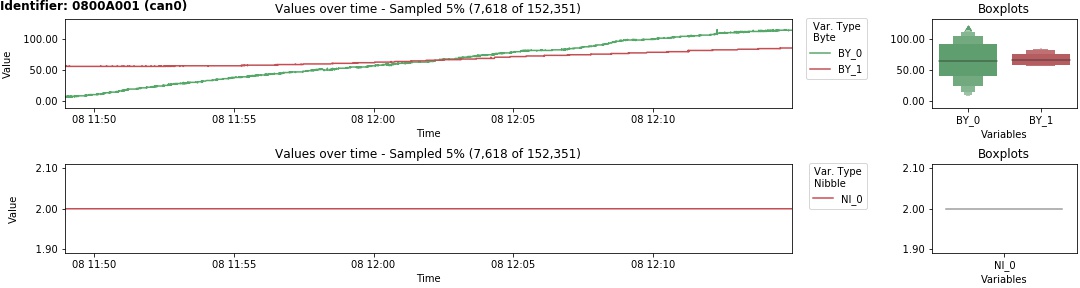 Identifier: 0800A001 (can0)
Values over time - Sampled 5% (7,618 of 152,351)
Value
100.00
50.00
0.00
08 11:50
08 11:55
08 12:00
08 12:05
08 12:10
Time
Var. Type
Byte
BY_0
BY_1
Boxplots
100.00
50.00
0.00
BY_0
BY_1
Variables
Values over time - Sampled 5% (7,618 of 152,351)
Value
2.10
2.00
1.90
08 11:50
08 11:55
08 12:00
08 12:05
08 12:10
Time
Var. Type
Nibble
NI_0
Boxplots
2.10
2.00
1.90
NI_0
Variables